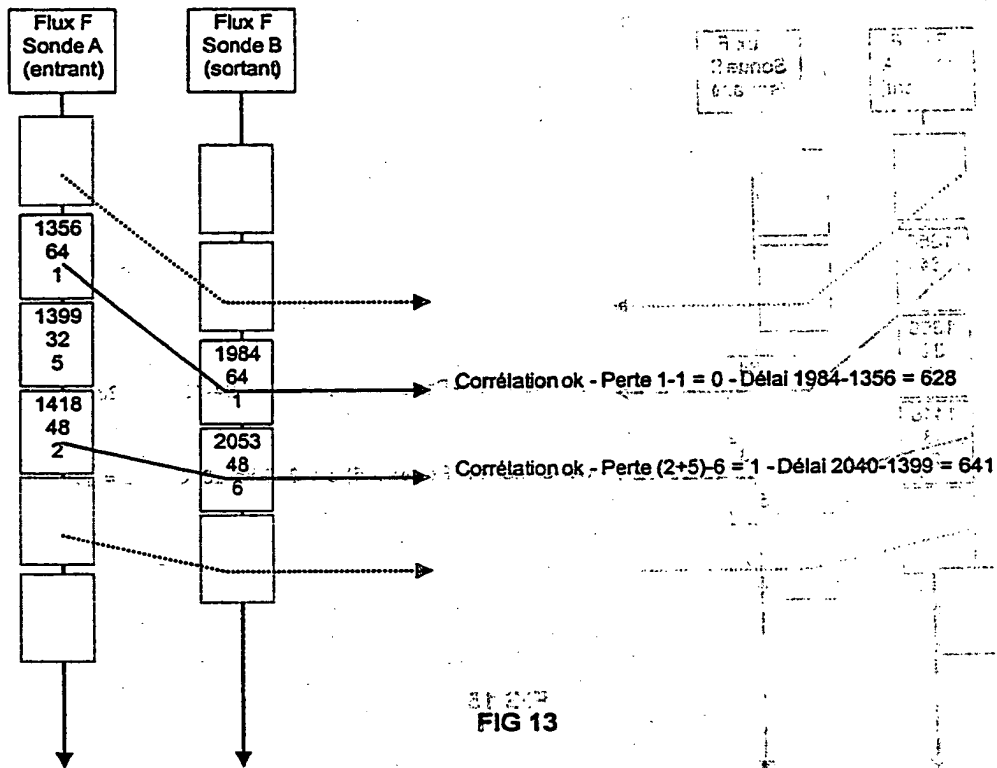 Flux F
Sonde A
(entrant)
Flux F
Sonde B
(sortant)
1356
64
1
1399
32
5
1418
48
2
1984
64
1
2053
48
6
Corrélation ok - Perte 1-1 = 0 - Délai 1984-1356 = 628
Corrélation ok - Perte (2+5)-6 = 1 - Délai 2040-1399 = 641
FIG 13